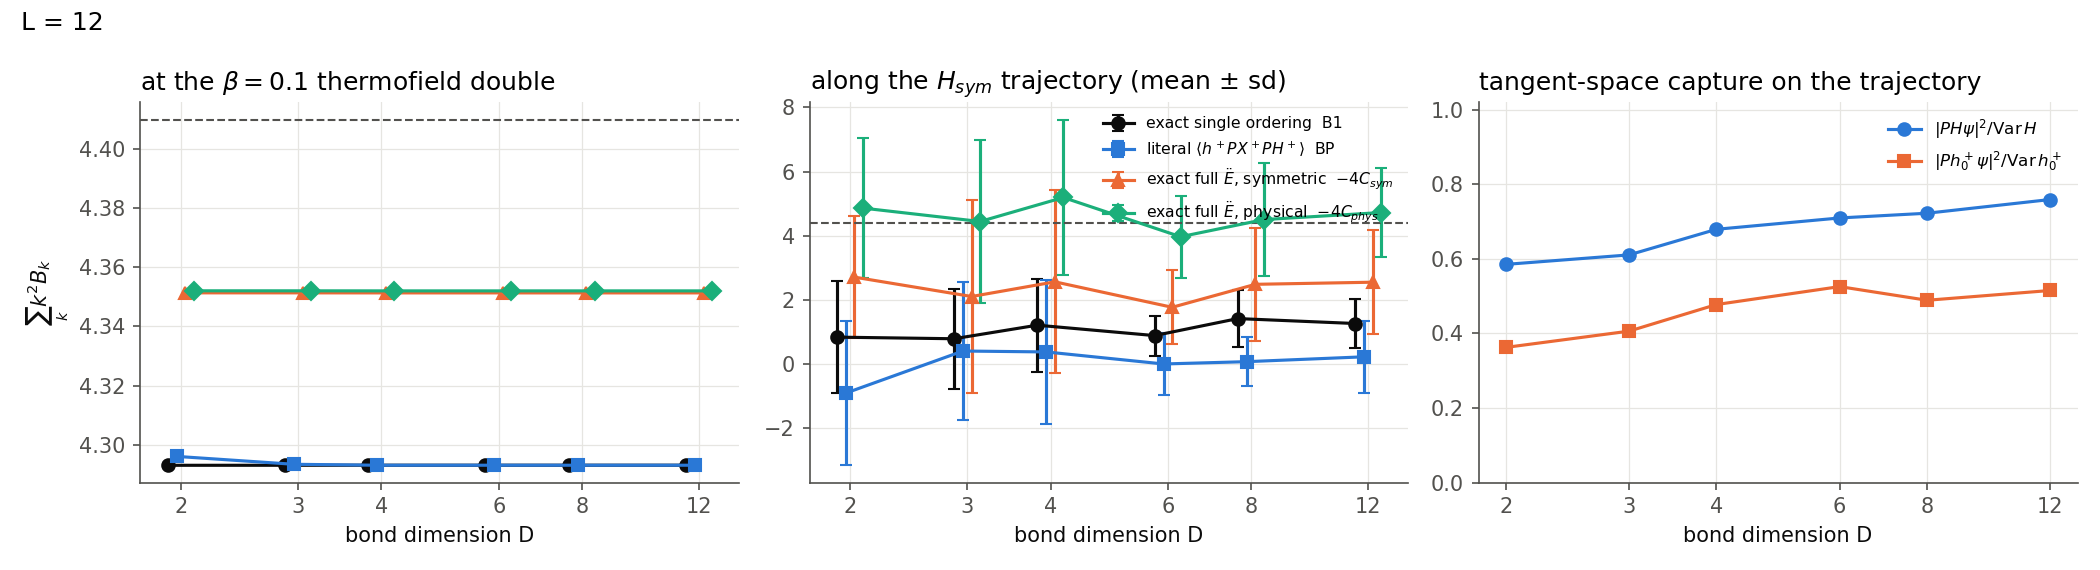 L = 12
at the β = 0.1 thermofield double
4.40
4.38
4.36
4.34
4.32
4.30
∑ₖ k²Bₖ
2 3 4 6 8 12
bond dimension D
along the H_sym trajectory (mean ± sd)
exact single ordering B1
literal ⟨h⁺PX⁺PH⁺⟩ BP
exact full Ë, symmetric −4C_sym
exact full Ë, physical −4C_phys
8
6
4
2
0
−2
2 3 4 6 8 12
bond dimension D
tangent-space capture on the trajectory
|PHψ|²/Var H
|Ph₀⁺ψ|²/Var h₀⁺
1.0
0.8
0.6
0.4
0.2
0.0
2 3 4 6 8 12
bond dimension D